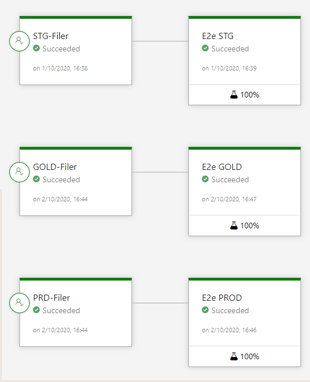 STG-Filer
Succeeded
on 1/10/2020, 16:38
E2e STG
Succeeded
on 1/10/2020, 16:39
100%
GOLD-Filer
Succeeded
on 2/10/2020, 16:44
E2e GOLD
Succeeded
on 2/10/2020, 16:47
100%
PRD-Filer
Succeeded
on 2/10/2020, 16:44
E2e PROD
Succeeded
on 2/10/2020, 16:46
100%